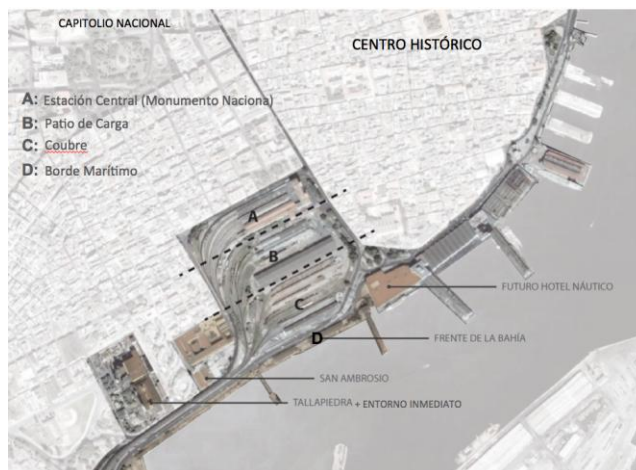 CAPITOLIO NACIONAL
CENTRO HISTÓRICO
A: Estación Central (Monumento Naciona)
B: Patio de Carga
C: Coubre
D: Borde Marítimo
A
B
C
D
FUTURO HOTEL NÁUTICO
FRENTE DE LA BAHÍA
SAN AMBROSIO
TALLAPIEDRA + ENTORNO INMEDIATO